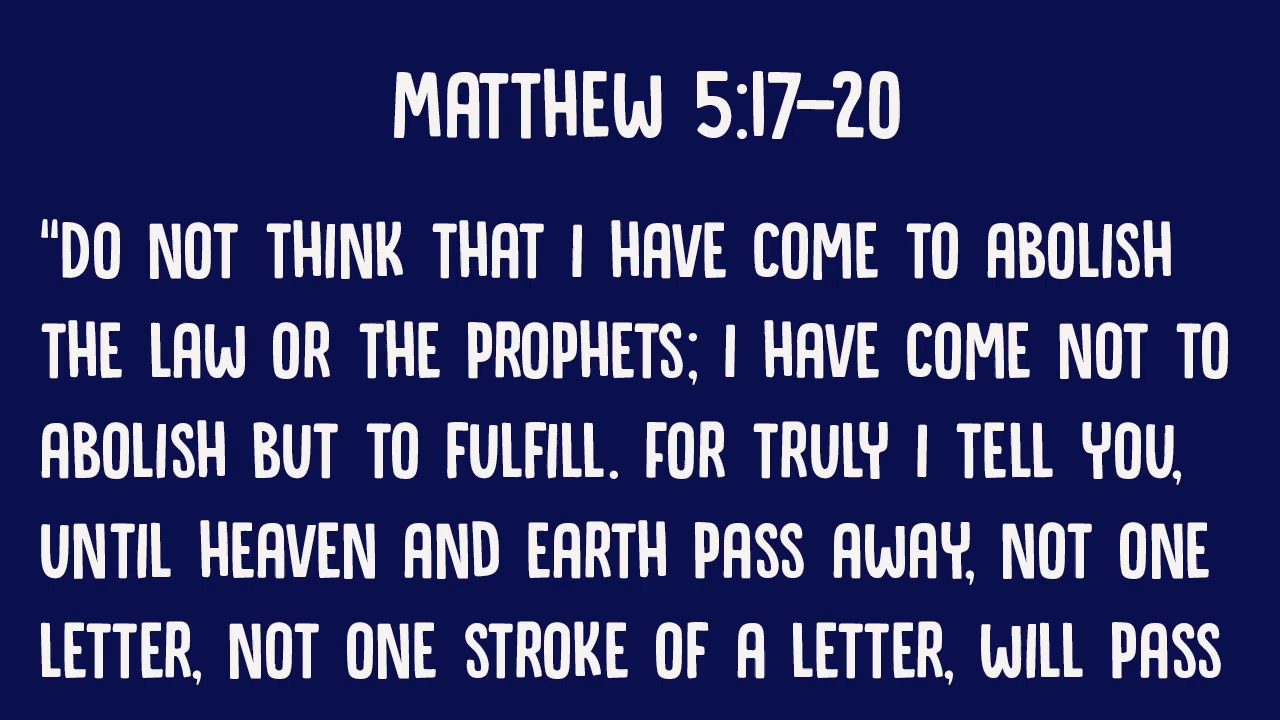 MATTHEW 5:17–20
"DO NOT THINK THAT I HAVE COME TO ABOLISH
THE LAW OR THE PROPHETS; I HAVE COME NOT TO
ABOLISH BUT TO FULFILL. FOR TRULY I TELL YOU,
UNTIL HEAVEN AND EARTH PASS AWAY, NOT ONE
LETTER, NOT ONE STROKE OF A LETTER, WILL PASS